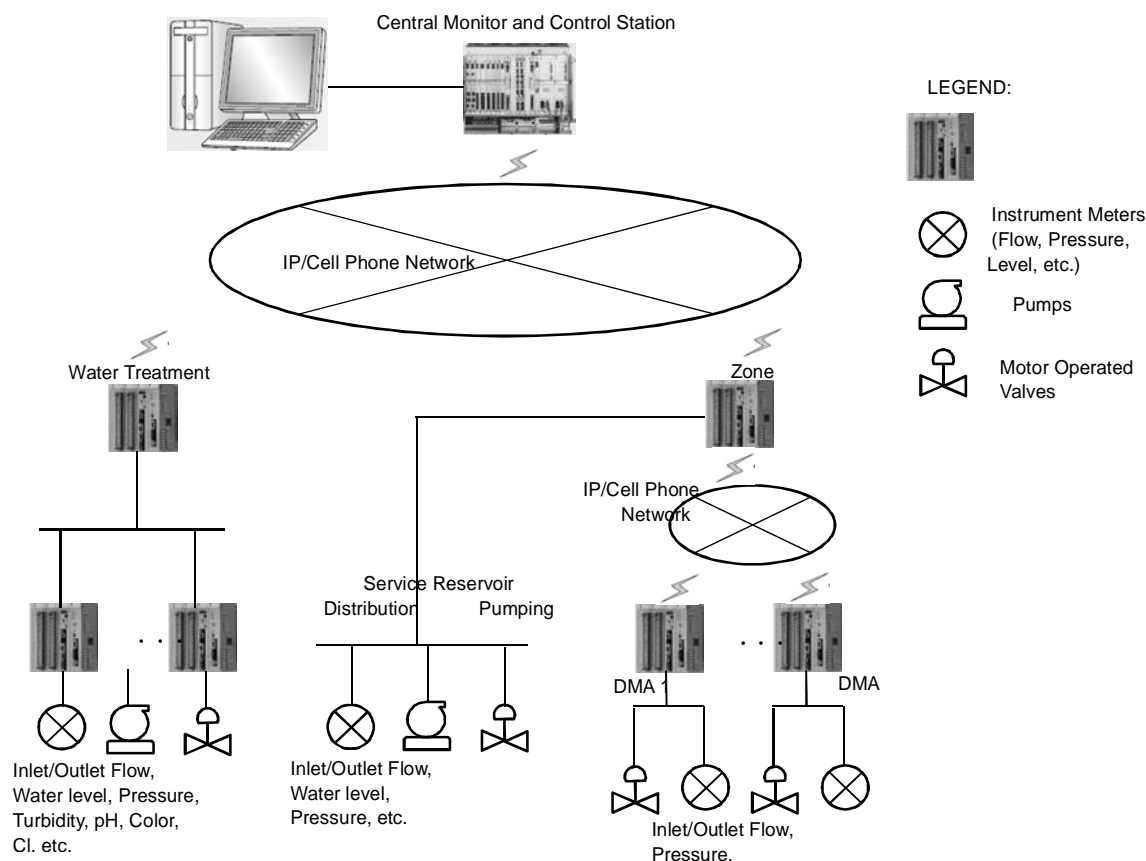 Central Monitor and Control Station
LEGEND:
Instrument Meters
(Flow, Pressure,
Level, etc.)
Pumps
Motor Operated
Valves
IP/Cell Phone Network
Water Treatment
Zone
IP/Cell Phone
Network
Service Reservoir
Distribution
Pumping
. . .
. . .
DMA 1
DMA
Inlet/Outlet Flow,
Water level, Pressure,
Turbidity, pH, Color,
Cl. etc.
Inlet/Outlet Flow,
Water level,
Pressure, etc.
Inlet/Outlet Flow,
Pressure.